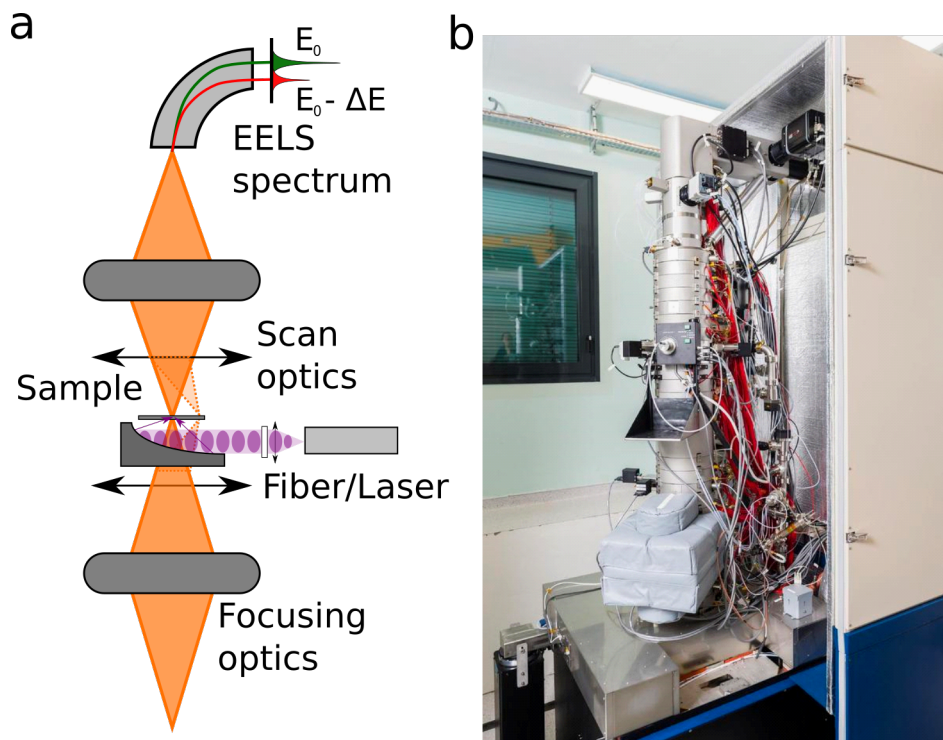 a
b
E₀
E₀ - ΔE
EELS
spectrum
Scan
optics
Sample
Fiber/Laser
Focusing
optics